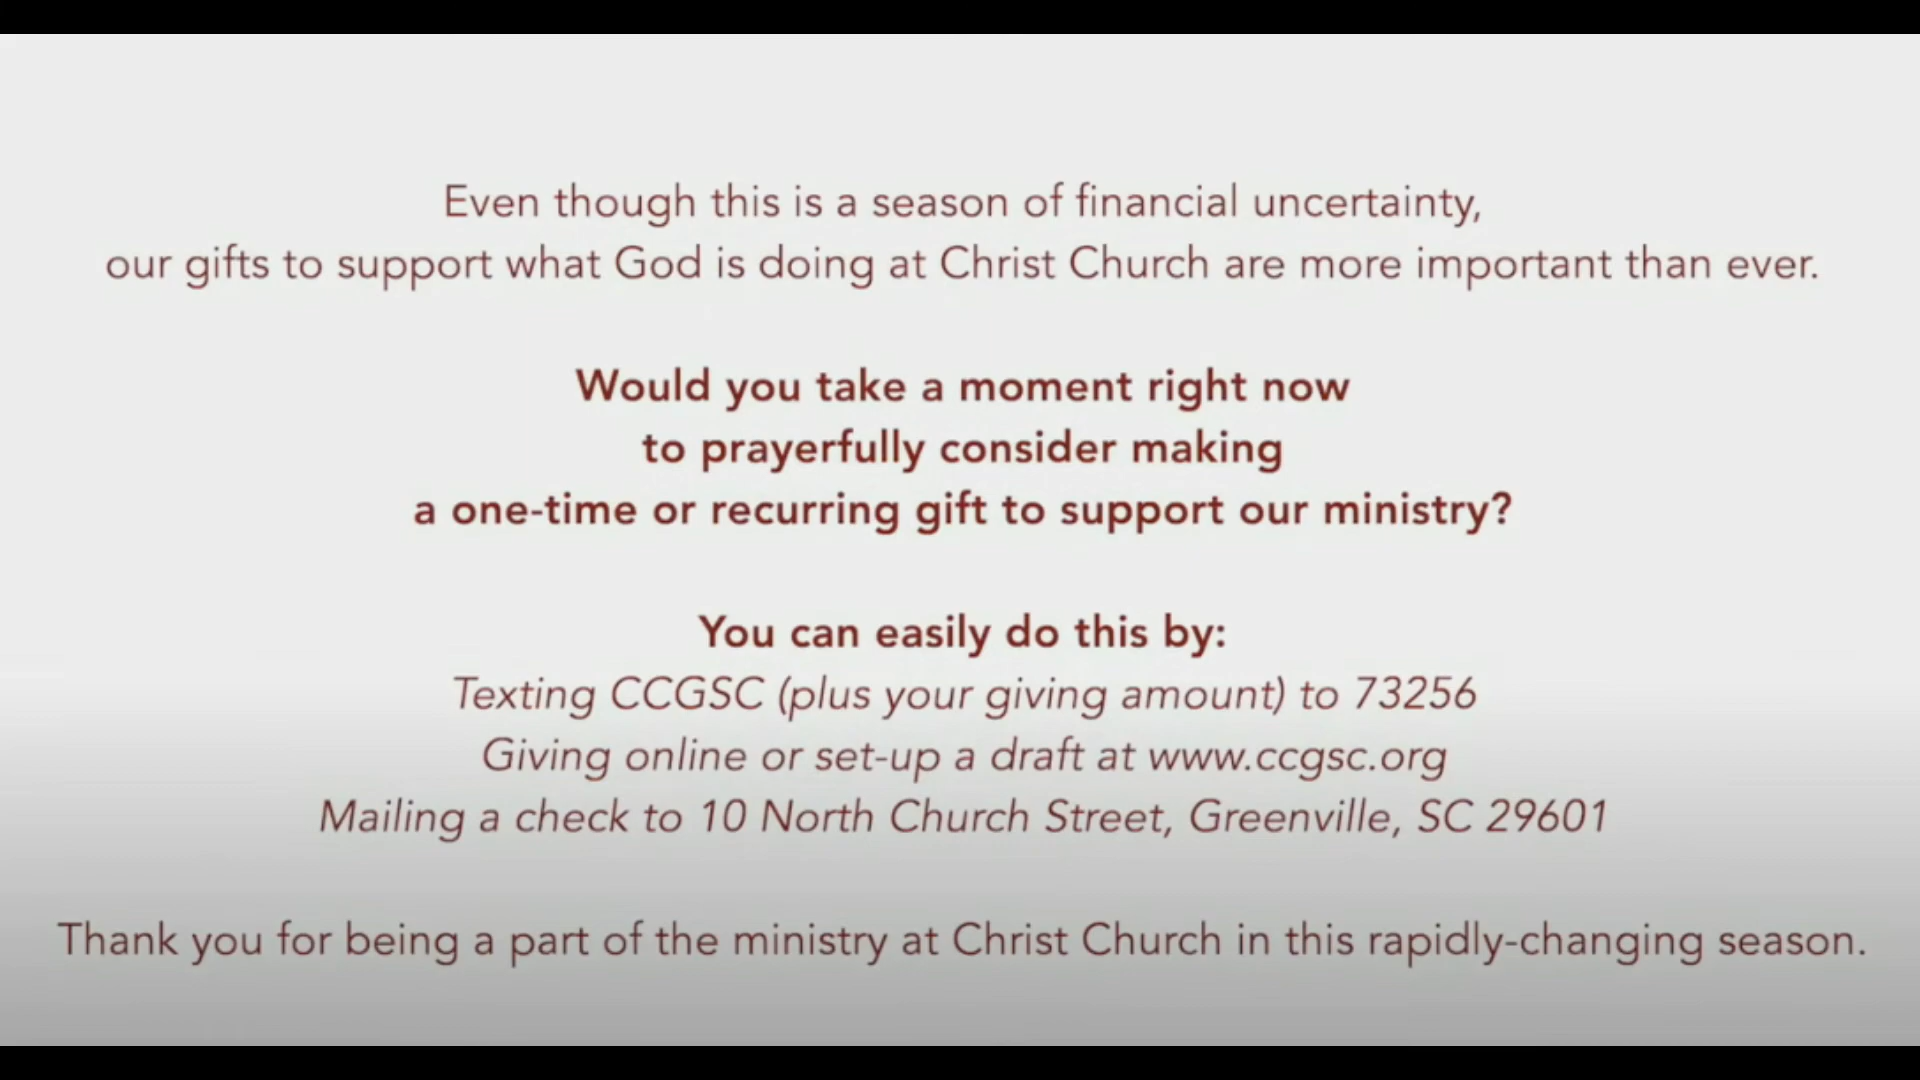 Even though this is a season of financial uncertainty,
our gifts to support what God is doing at Christ Church are more important than ever.
Would you take a moment right now
to prayerfully consider making
a one-time or recurring gift to support our ministry?
You can easily do this by:
Texting CCGSC (plus your giving amount) to 73256
Giving online or set-up a draft at www.ccgsc.org
Mailing a check to 10 North Church Street, Greenville, SC 29601
Thank you for being a part of the ministry at Christ Church in this rapidly-changing season.